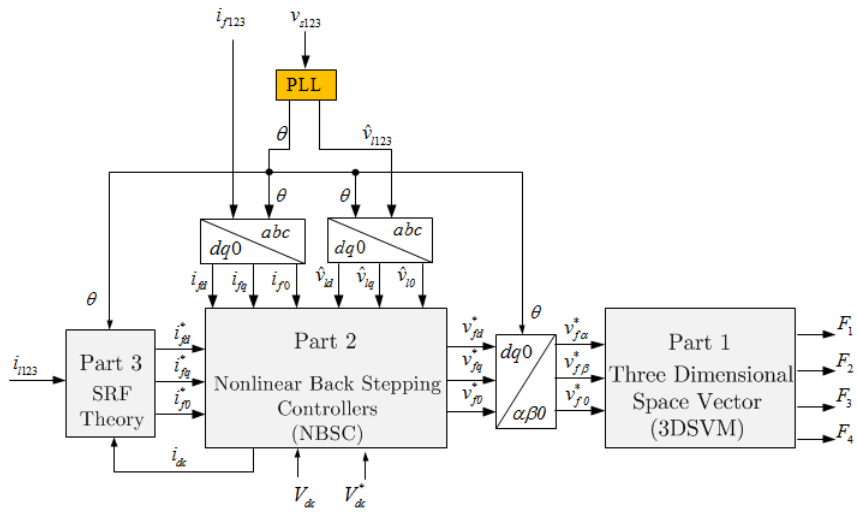 i_f123 v_s123
PLL
θ v̂_l123
θ θ
abc abc
dq0 dq0
i_fd i_fq i_f0 v̂_ld v̂_lq v̂_l0
θ θ
Part 3
SRF
Theory
i_l123
i*_fd
i*_fq
i*_f0
i_dc
Part 2
Nonlinear Back Stepping
Controllers
(NBSC)
V_dc V*_dc
v*_fd
v*_fq
v*_f0
dq0
αβ0
v*_fα
v*_fβ
v*_f0
Part 1
Three Dimensional
Space Vector
(3DSVM)
F_1
F_2
F_3
F_4